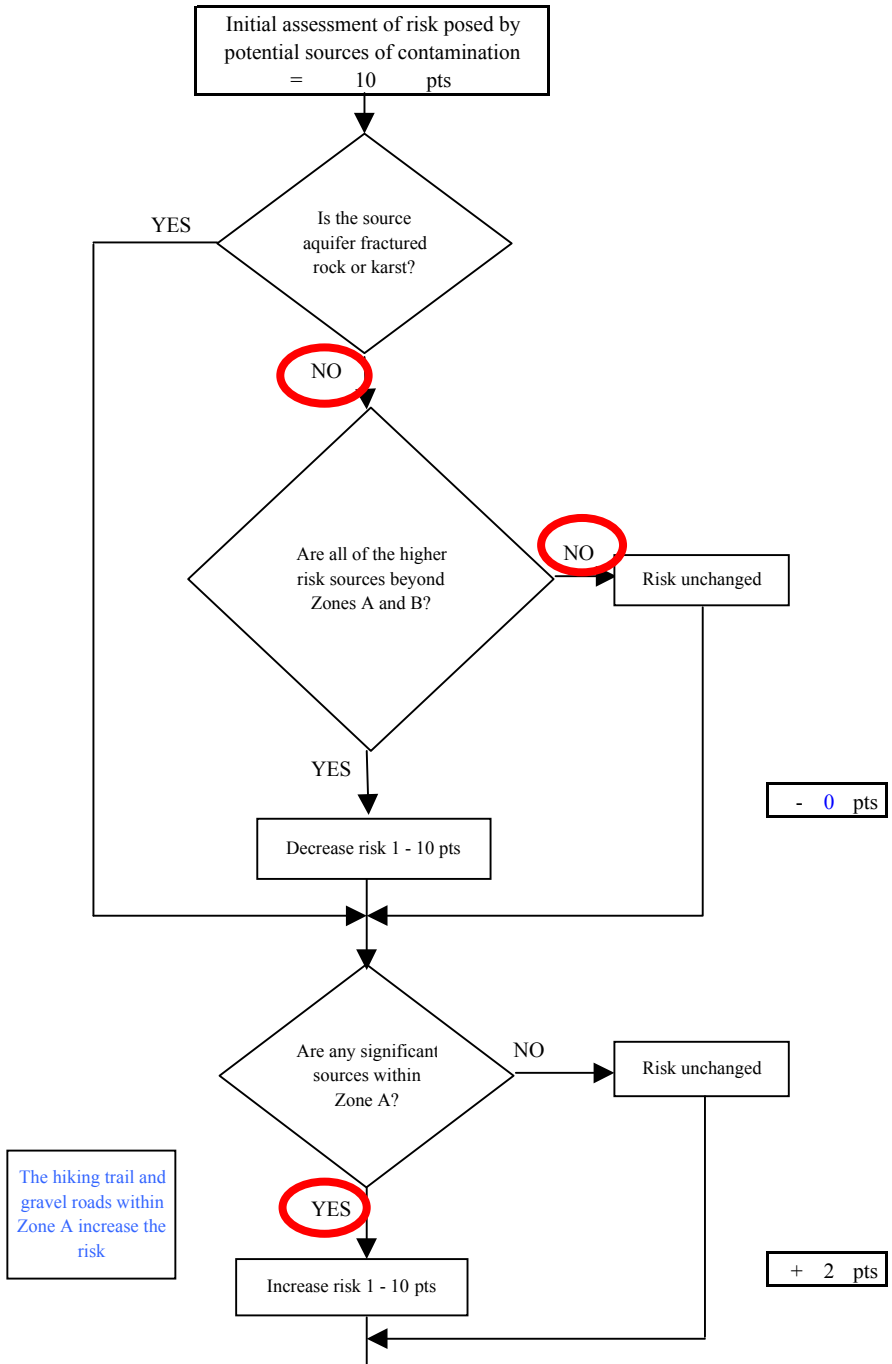 Initial assessment of risk posed by
potential sources of contamination
= 10 pts
YES
Is the source
aquifer fractured
rock or karst?
NO
Are all of the higher
risk sources beyond
Zones A and B?
NO
Risk unchanged
YES
- 0 pts
Decrease risk 1 - 10 pts
Are any significant
sources within
Zone A?
NO
Risk unchanged
The hiking trail and
gravel roads within
Zone A increase the
risk
YES
+ 2 pts
Increase risk 1 - 10 pts